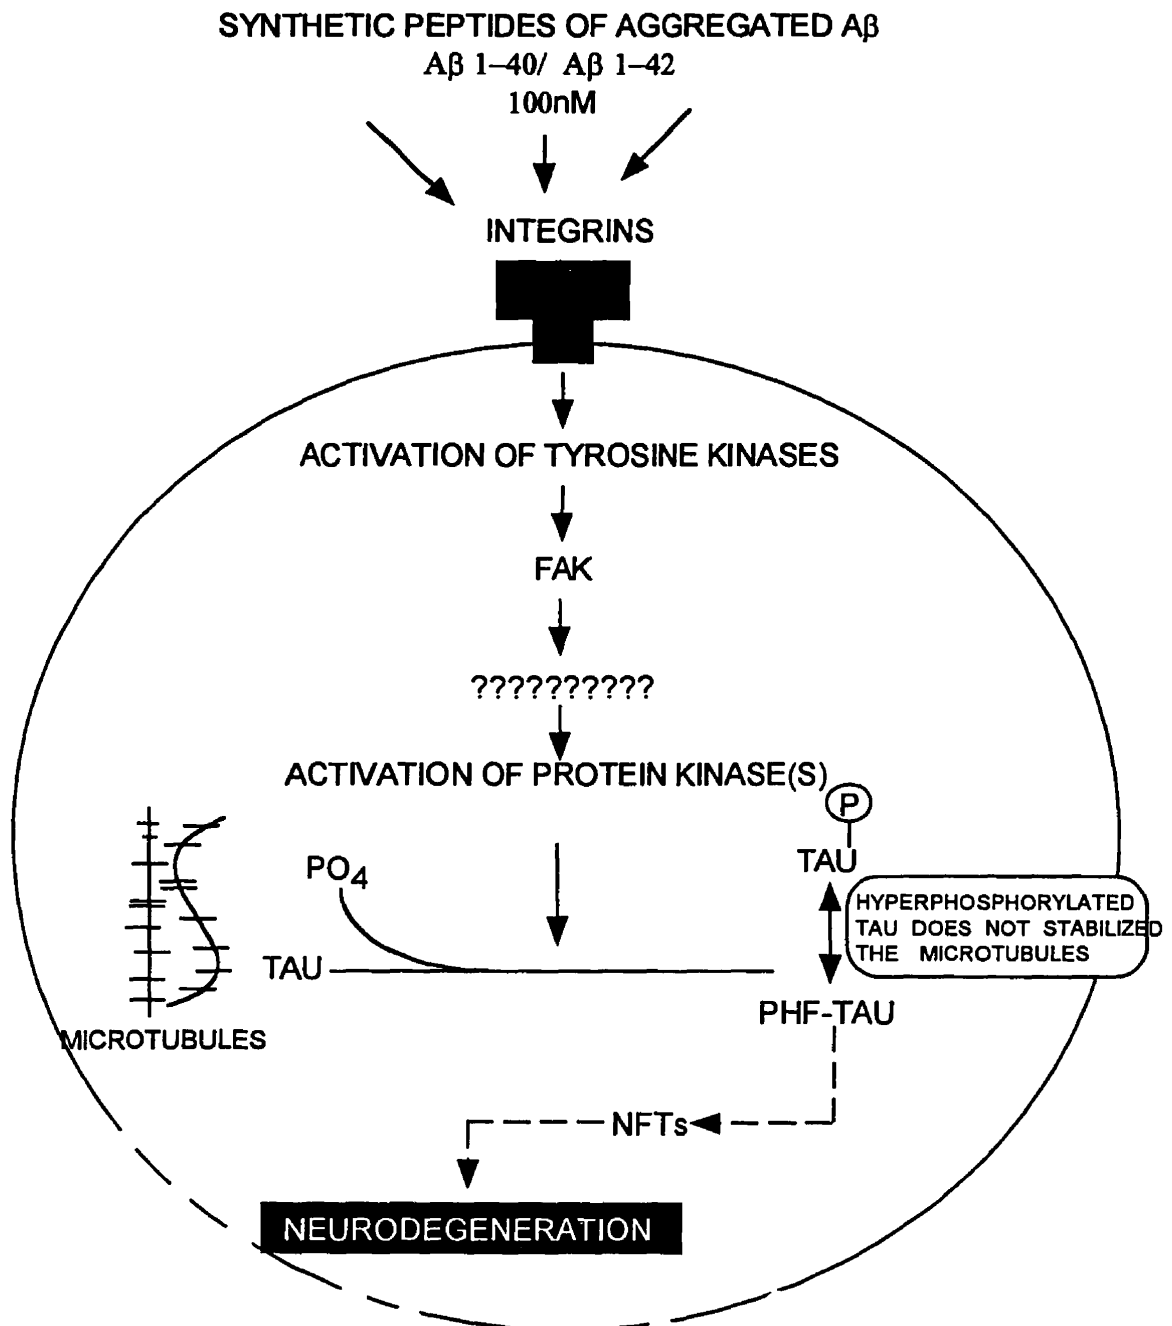 SYNTHETIC PEPTIDES OF AGGREGATED Aβ
Aβ 1–40/ Aβ 1–42
100nM
INTEGRINS
ACTIVATION OF TYROSINE KINASES
FAK
??????????
ACTIVATION OF PROTEIN KINASE(S)
P
TAU
PO4
HYPERPHOSPHORYLATED
TAU DOES NOT STABILIZED
THE MICROTUBULES
TAU
PHF-TAU
MICROTUBULES
NFTs
NEURODEGENERATION